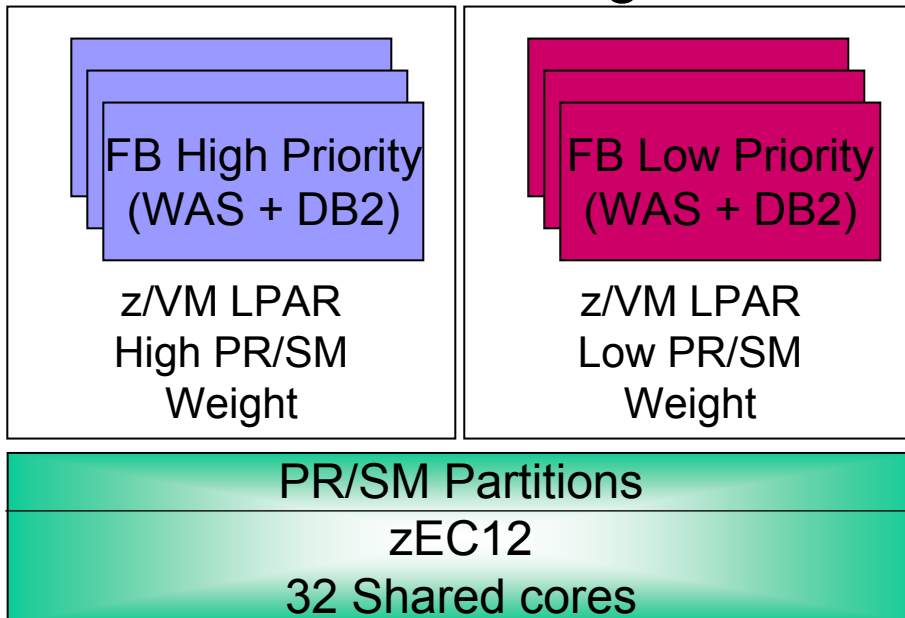 FB High Priority
(WAS + DB2)
z/VM LPAR
High PR/SM
Weight
FB Low Priority
(WAS + DB2)
z/VM LPAR
Low PR/SM
Weight
PR/SM Partitions
zEC12
32 Shared cores